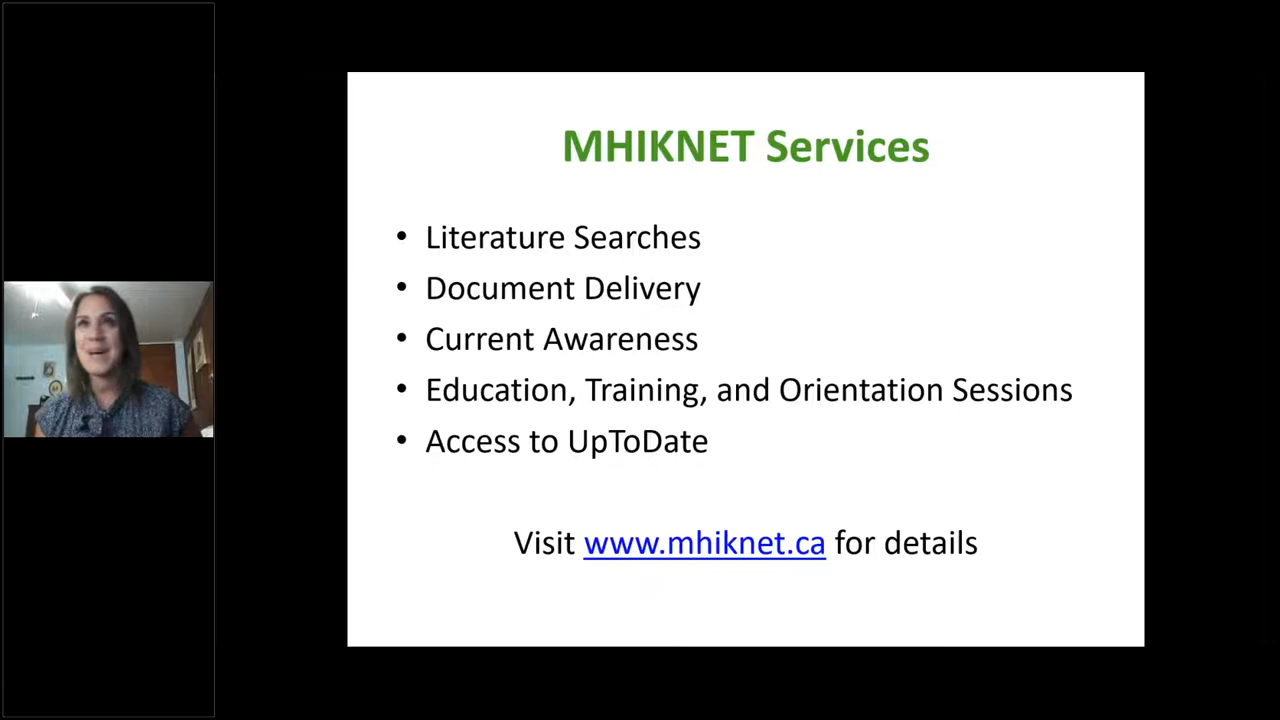 MHIKNET Services
• Literature Searches
• Document Delivery
• Current Awareness
• Education, Training, and Orientation Sessions
• Access to UpToDate
Visit www.mhiknet.ca for details